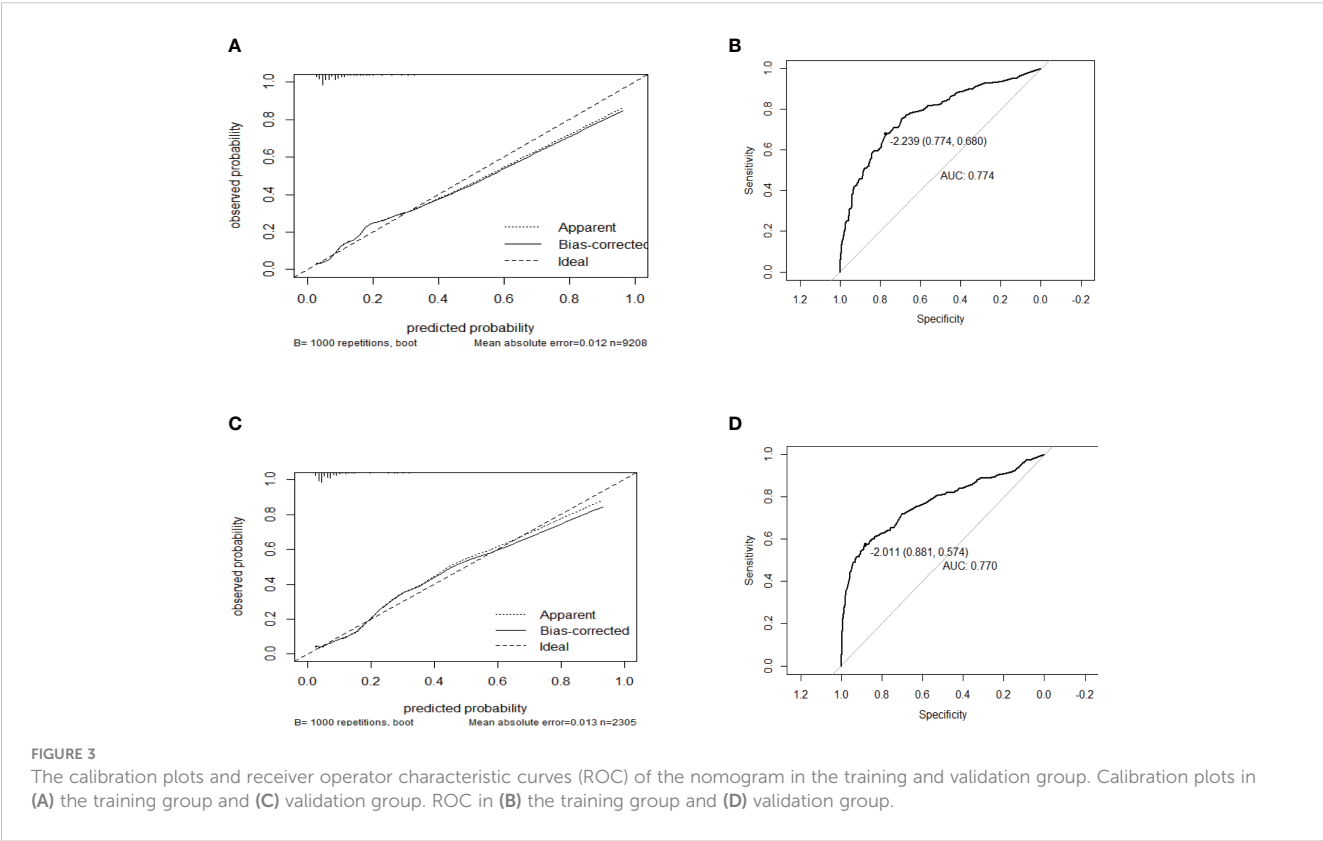 A
observed probability
1.0
0.8
0.6
0.4
0.2
0.0
Apparent
Bias-corrected
Ideal
0.0 0.2 0.4 0.6 0.8 1.0
predicted probability
B= 1000 repetitions, boot Mean absolute error=0.012 n=9208
B
Sensitivity
1.0
0.8
0.6
0.4
0.2
0.0
-2.239 (0.774, 0.680)
AUC: 0.774
1.2 1.0 0.8 0.6 0.4 0.2 0.0 -0.2
Specificity
C
observed probability
1.0
0.8
0.6
0.4
0.2
0.0
Apparent
Bias-corrected
Ideal
0.0 0.2 0.4 0.6 0.8 1.0
predicted probability
B= 1000 repetitions, boot Mean absolute error=0.013 n=2305
D
Sensitivity
1.0
0.8
0.6
0.4
0.2
0.0
-2.011 (0.881, 0.574)
AUC: 0.770
1.2 1.0 0.8 0.6 0.4 0.2 0.0 -0.2
Specificity
FIGURE 3
The calibration plots and receiver operator characteristic curves (ROC) of the nomogram in the training and validation group. Calibration plots in
(A) the training group and (C) validation group. ROC in (B) the training group and (D) validation group.